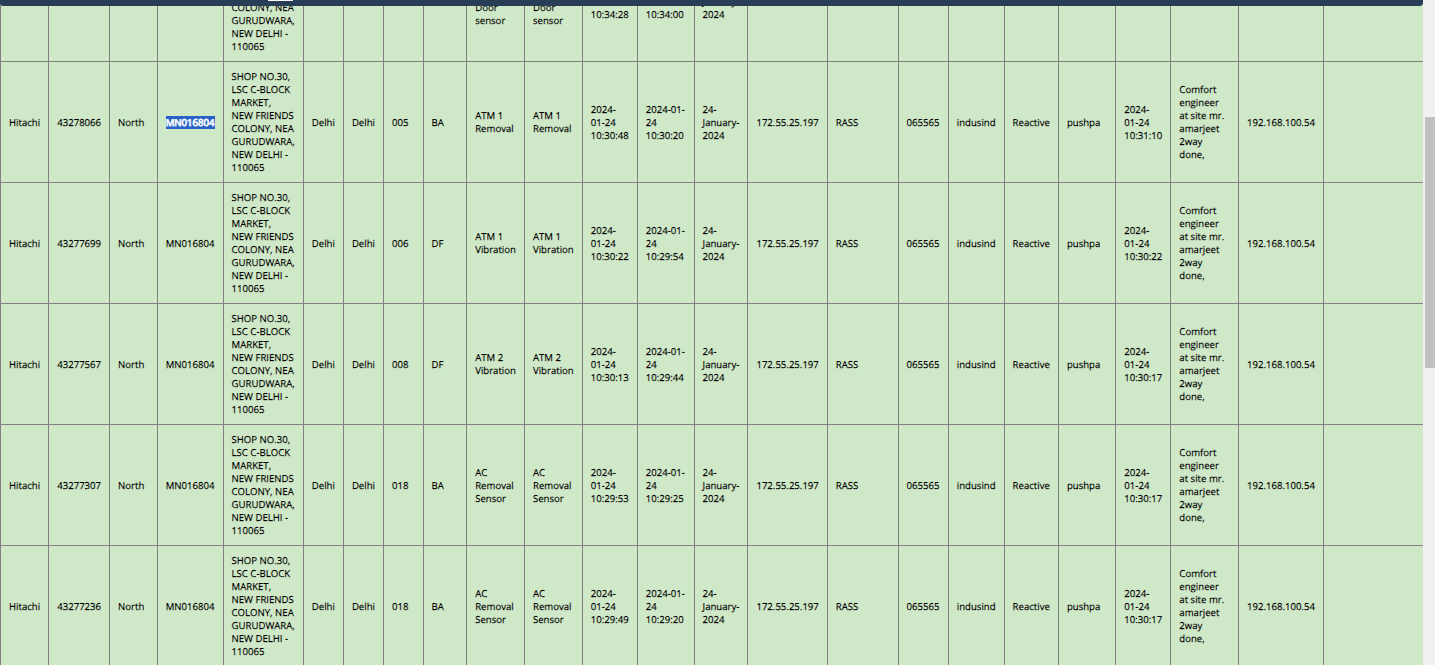 COLONY, NEA
GURUDWARA,
NEW DELHI -
110065
Door
sensor
Door
sensor
10:34:28
10:34:00
2024
Hitachi
43278066
North
MN016804
SHOP NO.30,
LSC C-BLOCK
MARKET,
NEW FRIENDS
COLONY, NEA
GURUDWARA,
NEW DELHI -
110065
Delhi
Delhi
005
BA
ATM 1
Removal
ATM 1
Removal
2024-
01-24
10:30:48
2024-01-
24
10:30:20
24-
January-
2024
172.55.25.197
RASS
065565
indusind
Reactive
pushpa
2024-
01-24
10:31:10
Comfort
engineer
at site mr.
amarjeet
2way
done,
192.168.100.54
Hitachi
43277699
North
MN016804
SHOP NO.30,
LSC C-BLOCK
MARKET,
NEW FRIENDS
COLONY, NEA
GURUDWARA,
NEW DELHI -
110065
Delhi
Delhi
006
DF
ATM 1
Vibration
ATM 1
Vibration
2024-
01-24
10:30:22
2024-01-
24
10:29:54
24-
January-
2024
172.55.25.197
RASS
065565
indusind
Reactive
pushpa
2024-
01-24
10:30:22
Comfort
engineer
at site mr.
amarjeet
2way
done,
192.168.100.54
Hitachi
43277567
North
MN016804
SHOP NO.30,
LSC C-BLOCK
MARKET,
NEW FRIENDS
COLONY, NEA
GURUDWARA,
NEW DELHI -
110065
Delhi
Delhi
008
DF
ATM 2
Vibration
ATM 2
Vibration
2024-
01-24
10:30:13
2024-01-
24
10:29:44
24-
January-
2024
172.55.25.197
RASS
065565
indusind
Reactive
pushpa
2024-
01-24
10:30:17
Comfort
engineer
at site mr.
amarjeet
2way
done,
192.168.100.54
Hitachi
43277307
North
MN016804
SHOP NO.30,
LSC C-BLOCK
MARKET,
NEW FRIENDS
COLONY, NEA
GURUDWARA,
NEW DELHI -
110065
Delhi
Delhi
018
BA
AC
Removal
Sensor
AC
Removal
Sensor
2024-
01-24
10:29:53
2024-01-
24
10:29:25
24-
January-
2024
172.55.25.197
RASS
065565
indusind
Reactive
pushpa
2024-
01-24
10:30:17
Comfort
engineer
at site mr.
amarjeet
2way
done,
192.168.100.54
Hitachi
43277236
North
MN016804
SHOP NO.30,
LSC C-BLOCK
MARKET,
NEW FRIENDS
COLONY, NEA
GURUDWARA,
NEW DELHI -
110065
Delhi
Delhi
018
BA
AC
Removal
Sensor
AC
Removal
Sensor
2024-
01-24
10:29:49
2024-01-
24
10:29:20
24-
January-
2024
172.55.25.197
RASS
065565
indusind
Reactive
pushpa
2024-
01-24
10:30:17
Comfort
engineer
at site mr.
amarjeet
2way
done,
192.168.100.54